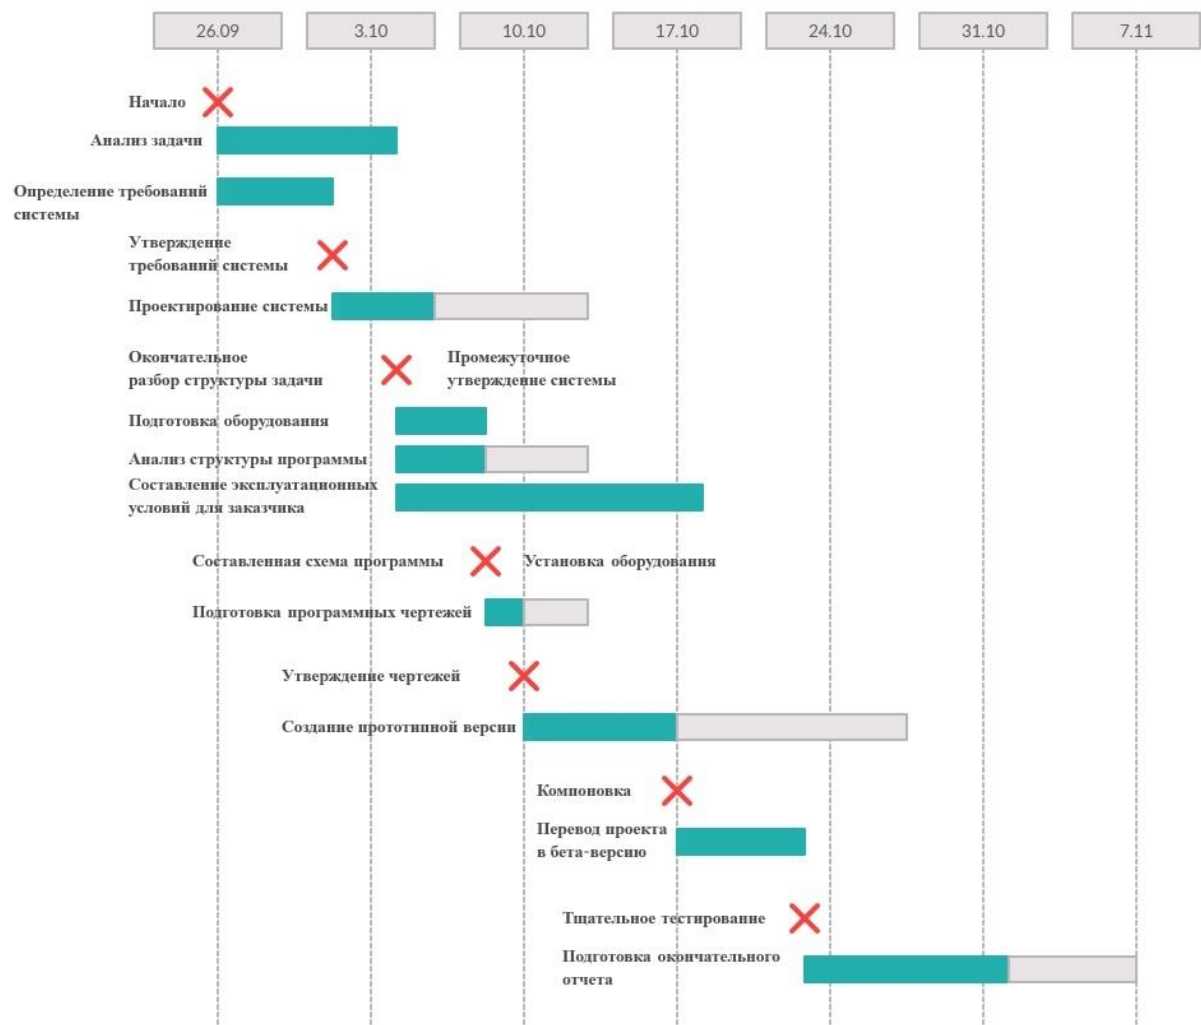 26.09 3.10 10.10 17.10 24.10 31.10 7.11
Начало
Анализ задачи
Определение требований
системы
Утверждение
требований системы
Проектирование системы
Окончательное
разбор структуры задачи
Промежуточное
утверждение системы
Подготовка оборудования
Анализ структуры программы
Составление эксплуатационных
условий для заказчика
Составленная схема программы
Установка оборудования
Подготовка программных чертежей
Утверждение чертежей
Создание прототипной версии
Компоновка
Перевод проекта
в бета-версию
Тщательное тестирование
Подготовка окончательного
отчета